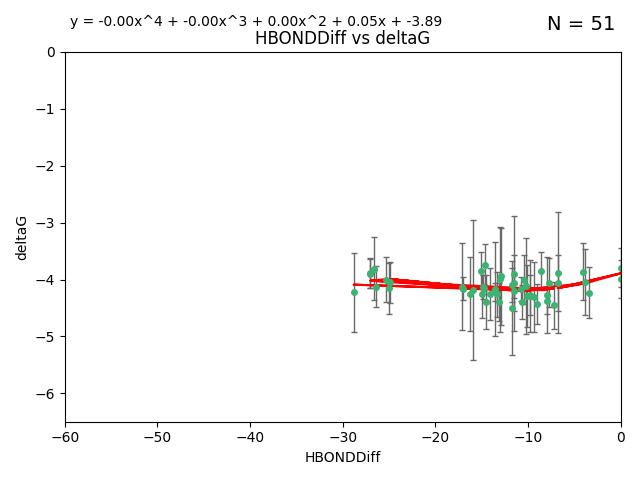 y = -0.00x^4 + -0.00x^3 + 0.00x^2 + 0.05x + -3.89
N = 51
HBONDDiff vs deltaG
0
−1
−2
−3
−4
−5
−6
deltaG
−60
−50
−40
−30
−20
−10
0
HBONDDiff